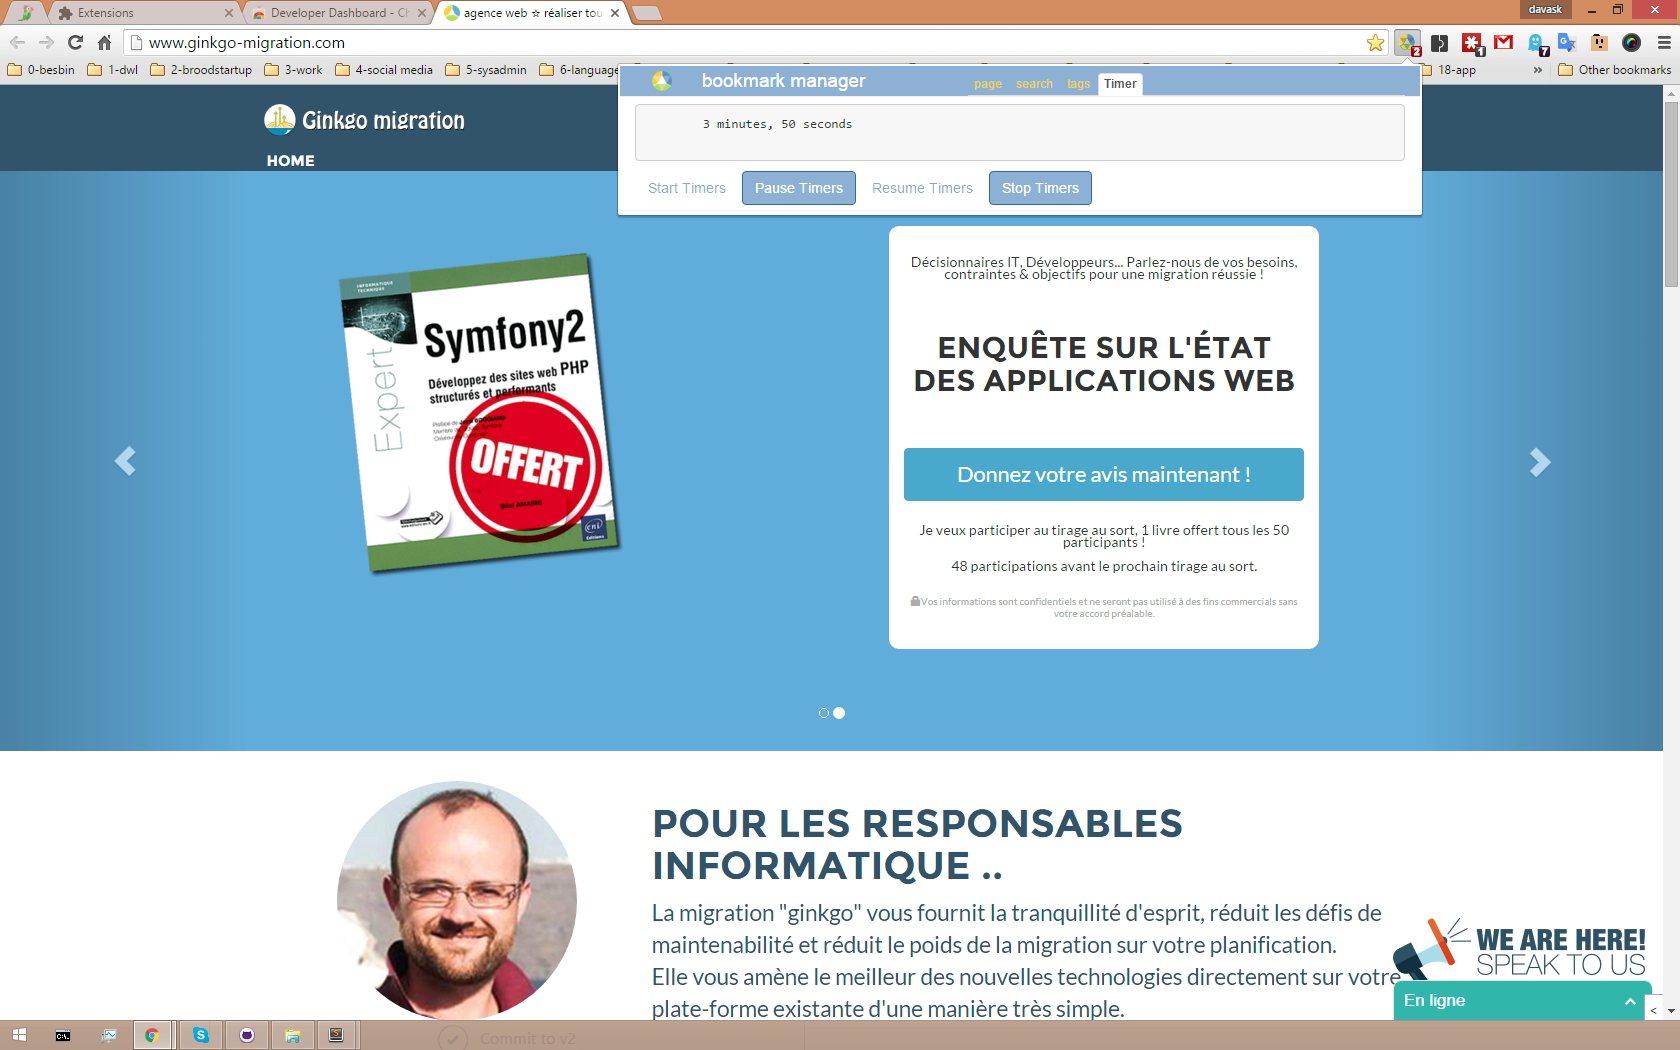 davask
Extensions
Developer Dashboard - Ch
agence web ☆ réaliser tou
www.ginkgo-migration.com
2
1
7
0-besbin
1-dwl
2-broodstartup
3-work
4-social media
5-sysadmin
6-language
18-app
»
Other bookmarks
bookmark manager
page
search
tags
Timer
3 minutes, 50 seconds
Start Timers
Pause Timers
Resume Timers
Stop Timers
Ginkgo migration
HOME
INFORMATIQUE
TECHNIQUE
Expert
Symfony2
Développez des sites web PHP
structurés et performants
OFFERT
Bilal AMARNI
eni
Editions
Décisionnaires IT, Développeurs... Parlez-nous de vos besoins,
contraintes & objectifs pour une migration réussie !
ENQUÊTE SUR L'ÉTAT
DES APPLICATIONS WEB
Donnez votre avis maintenant !
Je veux participer au tirage au sort, 1 livre offert tous les 50
participants !
48 participations avant le prochain tirage au sort.
Vos informations sont confidentiels et ne seront pas utilisé à des fins commercials sans
votre accord préalable.
POUR LES RESPONSABLES
INFORMATIQUE ..
La migration "ginkgo" vous fournit la tranquillité d'esprit, réduit les défis de
maintenabilité et réduit le poids de la migration sur votre planification.
Elle vous amène le meilleur des nouvelles technologies directement sur votre
plate-forme existante d'une manière très simple.
WE ARE HERE!
SPEAK TO US
En ligne
<
Commit to v2